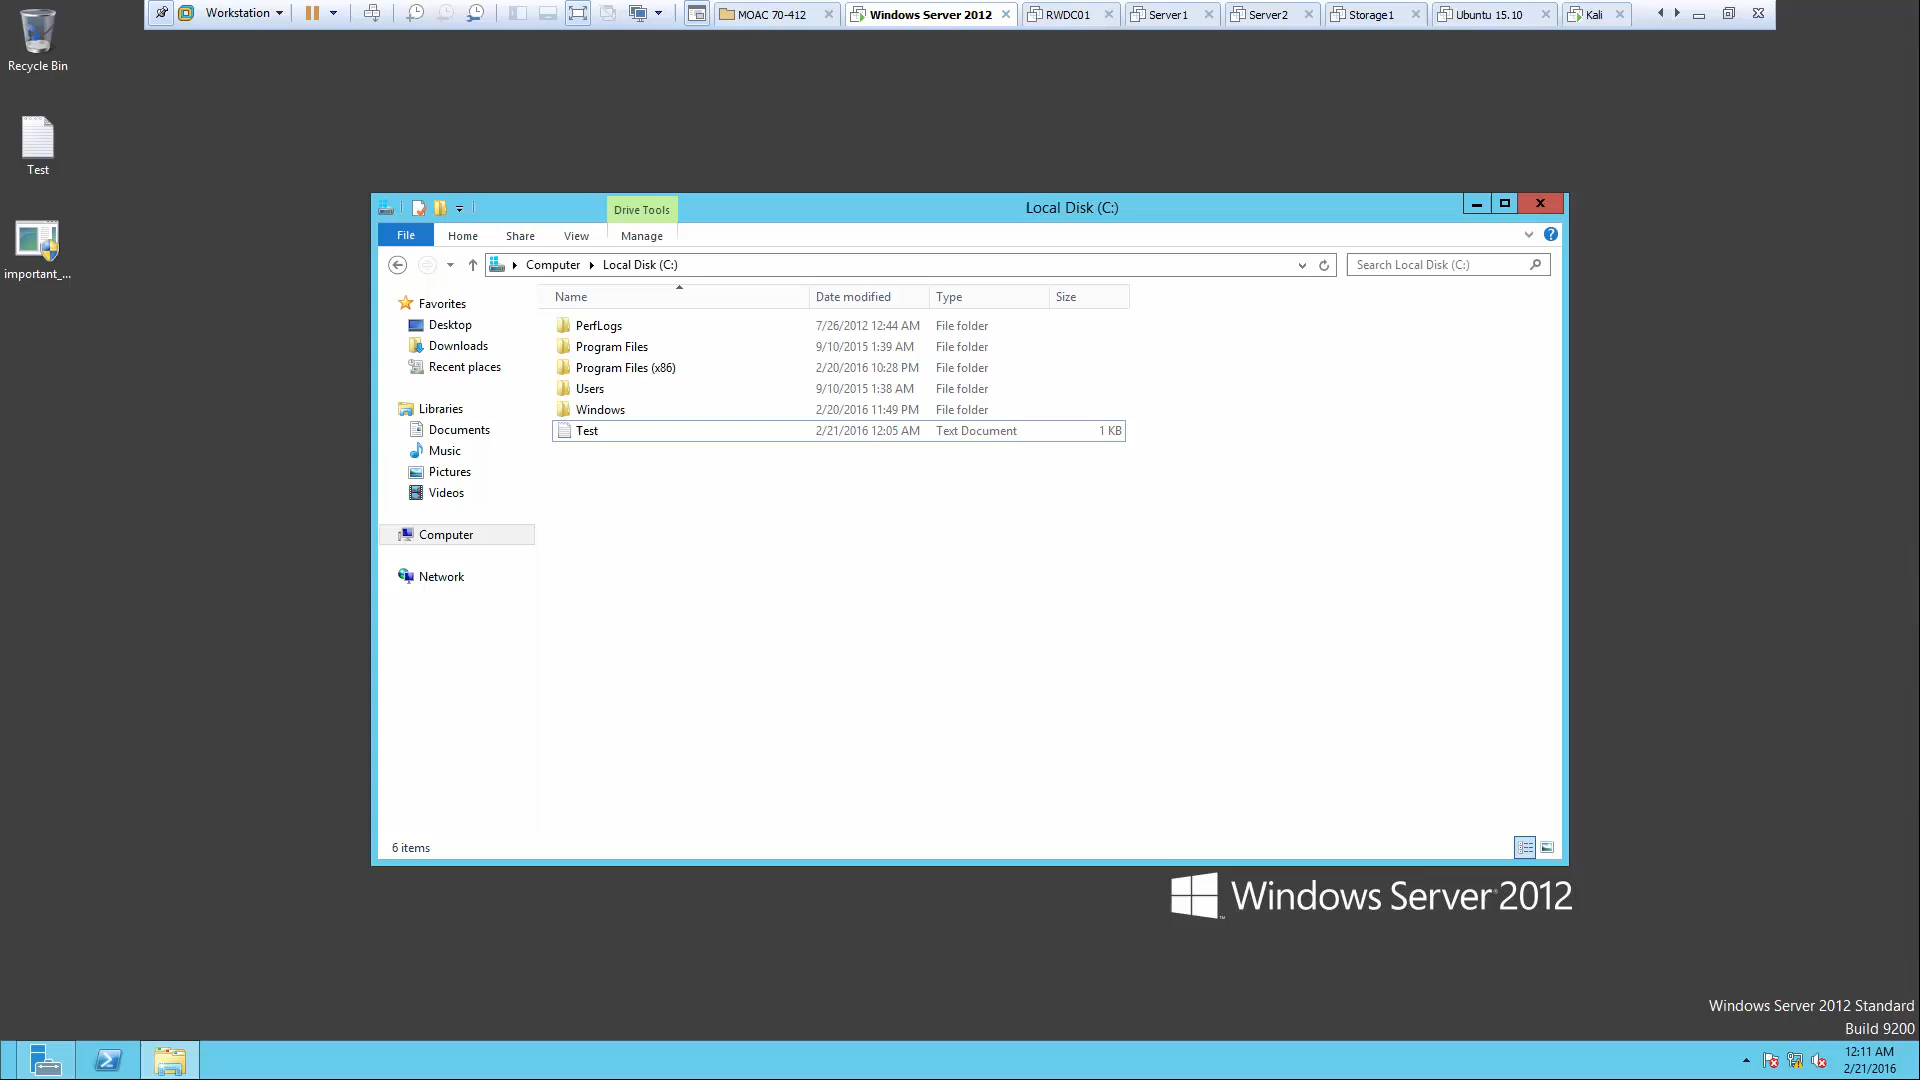 Workstation
MOAC 70-412
Windows Server 2012
RWDC01
Server1
Server2
Storage1
Ubuntu 15.10
Kali
Recycle Bin
Test
important_...
Drive Tools
Local Disk (C:)
File
Home
Share
View
Manage
Computer
Local Disk (C:)
Search Local Disk (C:)
Favorites
Desktop
Downloads
Recent places
Libraries
Documents
Music
Pictures
Videos
Computer
Network
Name Date modified Type Size
PerfLogs 7/26/2012 12:44 AM File folder
Program Files 9/10/2015 1:39 AM File folder
Program Files (x86) 2/20/2016 10:28 PM File folder
Users 9/10/2015 1:38 AM File folder
Windows 2/20/2016 11:49 PM File folder
Test 2/21/2016 12:05 AM Text Document 1 KB
6 items
Windows Server 2012
Windows Server 2012 Standard
Build 9200
12:11 AM
2/21/2016